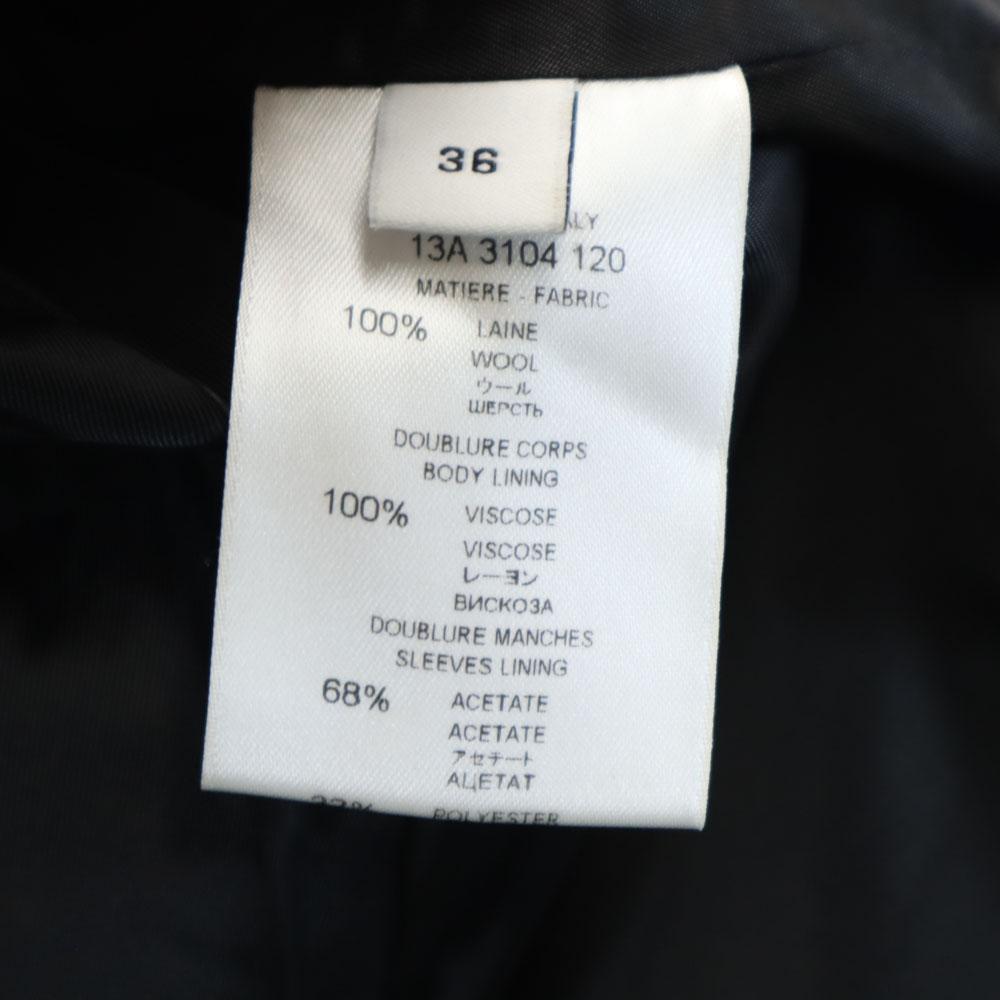 36
ALY
13A 3104 120
MATIERE - FABRIC
100% LAINE
WOOL
ウール
ШЕРСТЬ
DOUBLURE CORPS
BODY LINING
100% VISCOSE
VISCOSE
レーヨン
ВИСКОЗА
DOUBLURE MANCHES
SLEEVES LINING
68% ACETATE
ACETATE
アセテート
АЦЕТАТ
POLYESTER